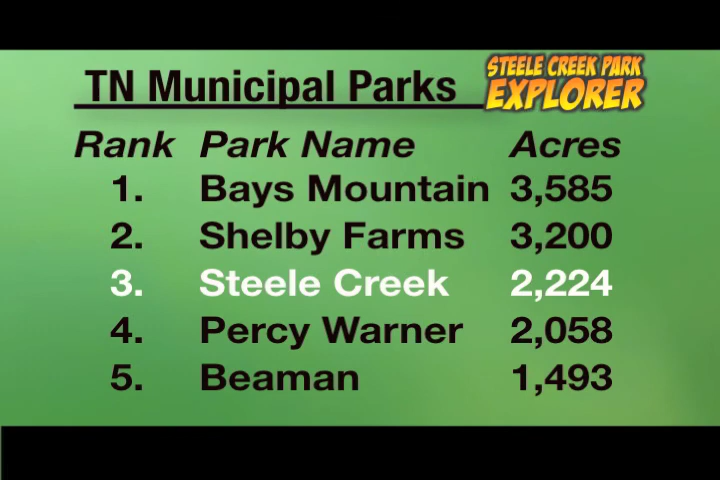 TN Municipal Parks
STEELE CREEK PARK
EXPLORER
Rank Park Name Acres
1. Bays Mountain 3,585
2. Shelby Farms 3,200
3. Steele Creek 2,224
4. Percy Warner 2,058
5. Beaman 1,493